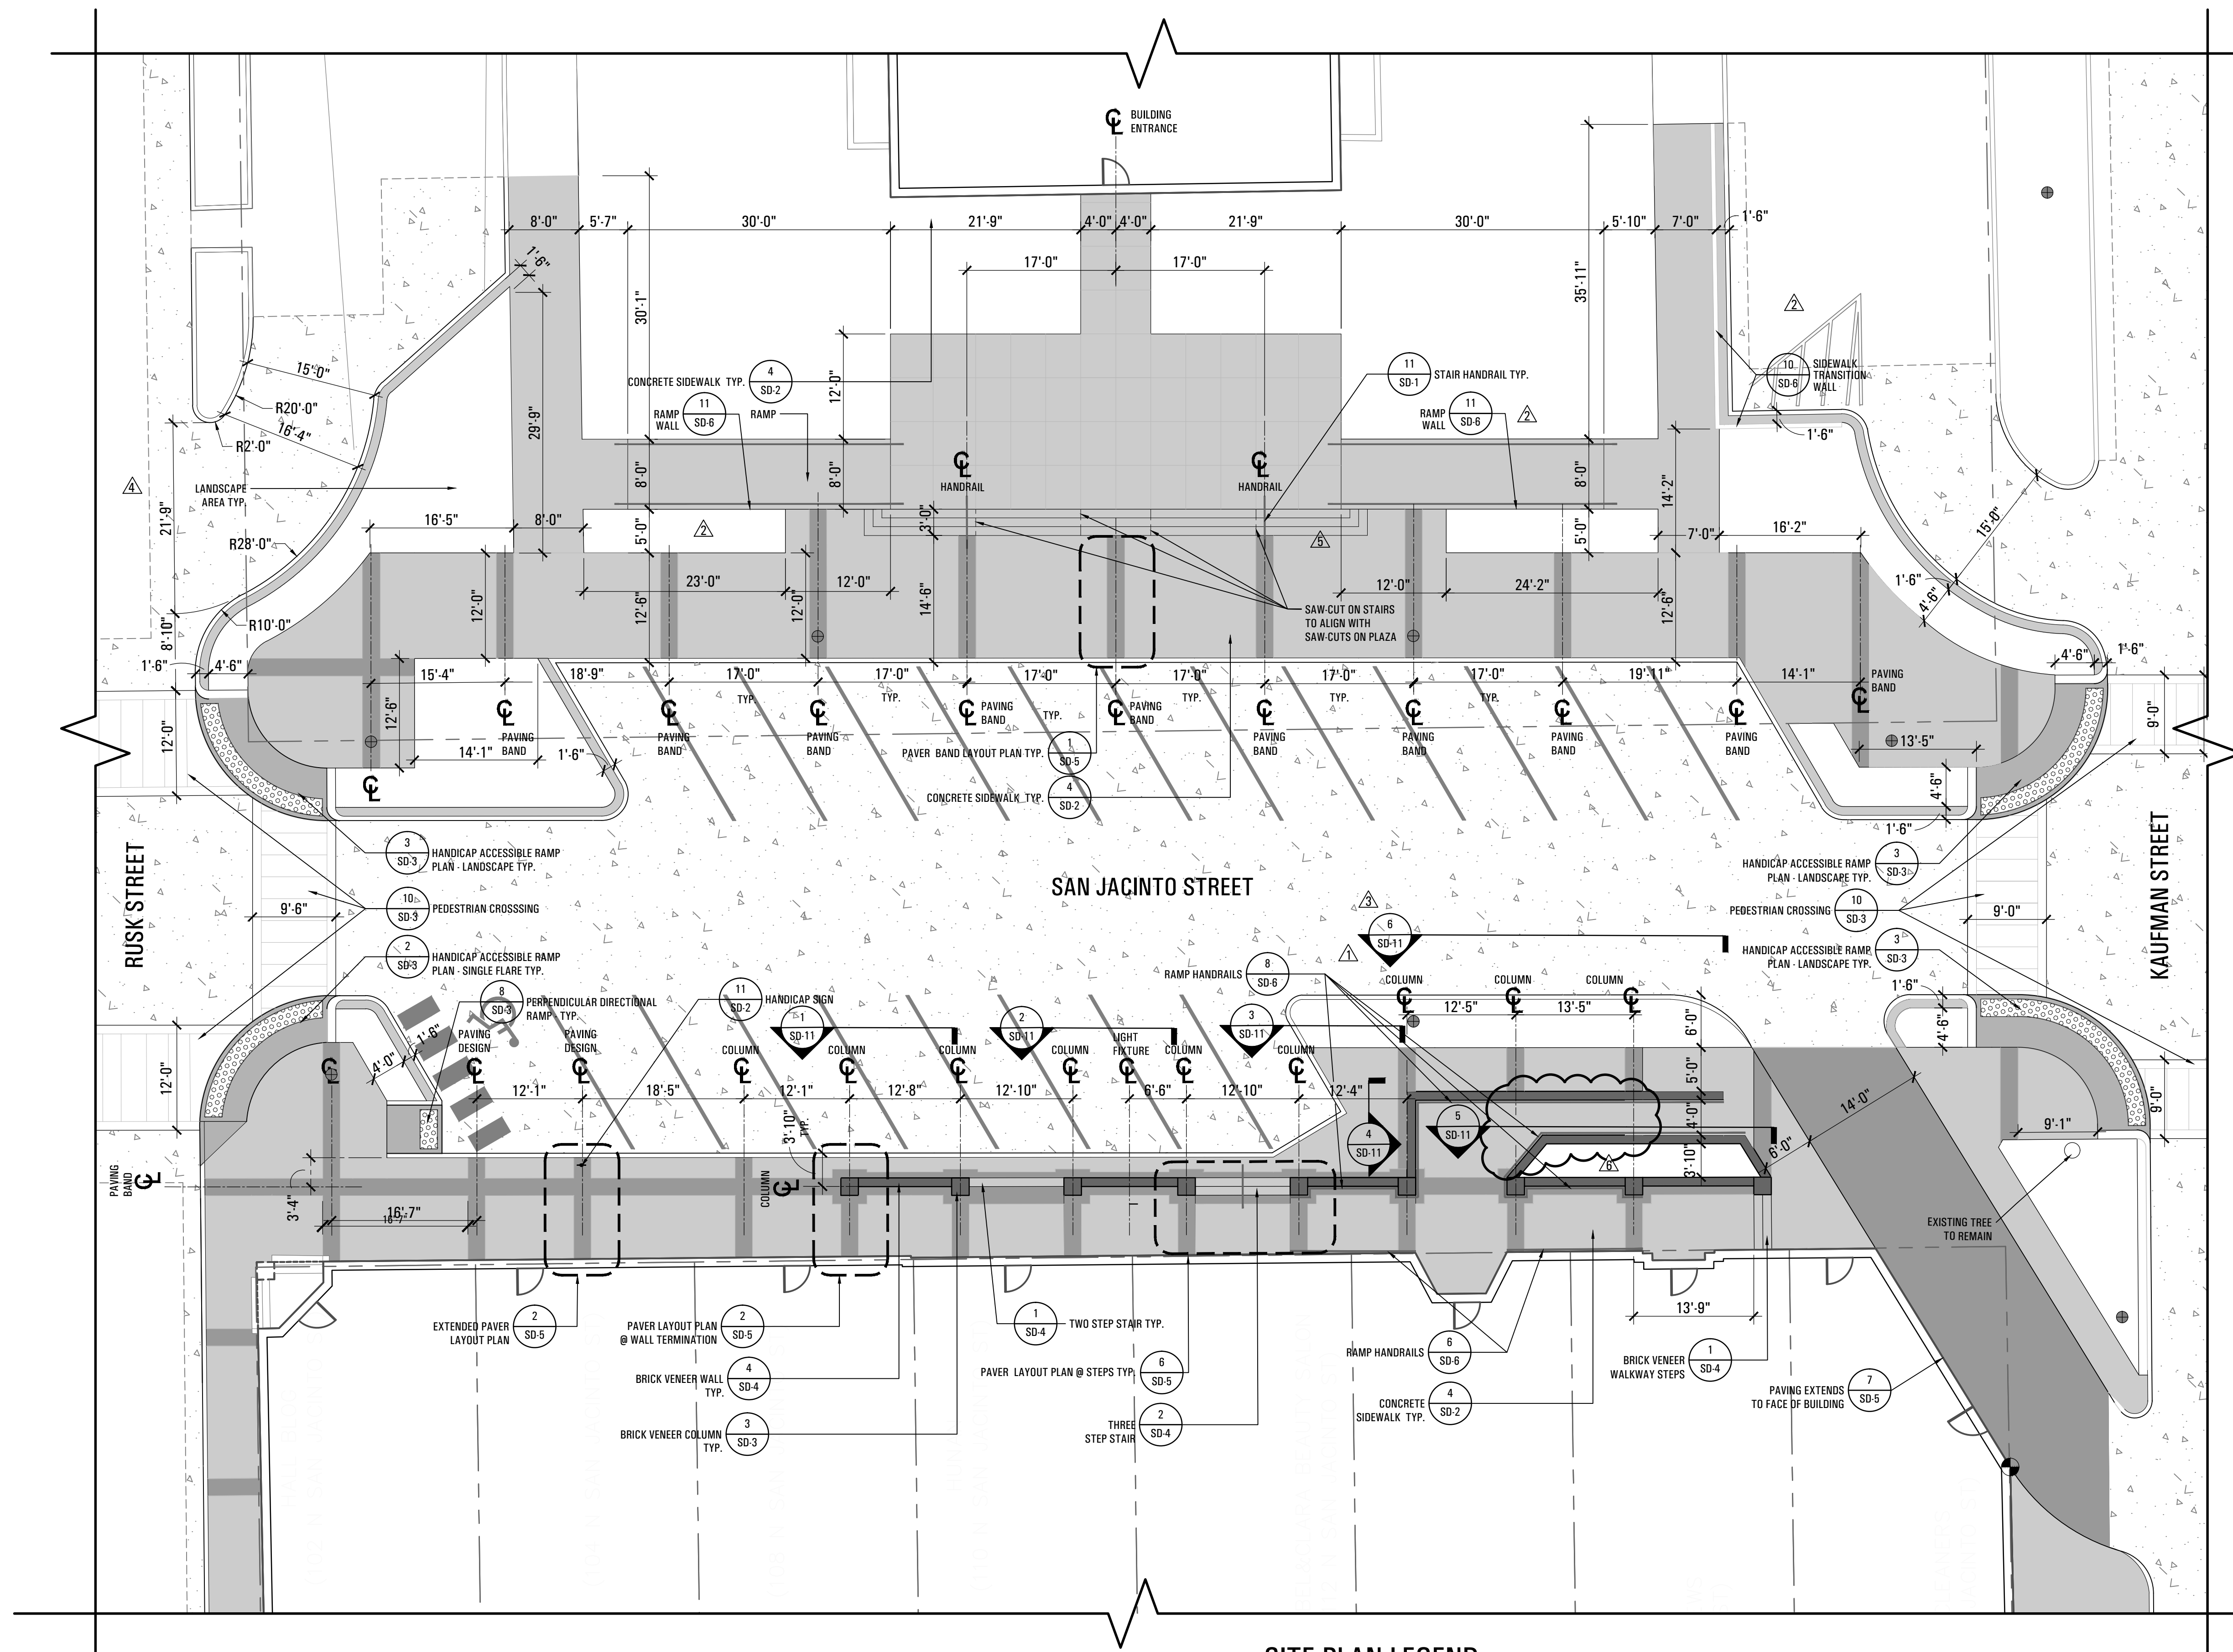 BUILDING
ENTRANCE
8'-0"
5'-7"
30'-0"
21'-9"
4'-0"
4'-0"
21'-9"
30'-0"
5'-10"
7'-0"
1'-6"
17'-0"
17'-0"
1'-6"
30'-1"
35'-11"
29'-9"
12'-0"
2
15'-0"
R20'-0"
16'-4"
R2'-0"
CONCRETE SIDEWALK TYP.
4
SD-2
RAMP
WALL
11
SD-6
RAMP
11
SD-1
STAIR HANDRAIL TYP.
RAMP
WALL
11
SD-6
2
10
SD-6
SIDEWALK
TRANSITION
WALL
1'-6"
4
LANDSCAPE
AREA TYP.
21'-9"
8'-0"
8'-0"
HANDRAIL
HANDRAIL
8'-0"
14'-2"
15'-0"
16'-5"
8'-0"
5'-0"
2
3'-0"
5
5'-0"
7'-0"
16'-2"
R28'-0"
R10'-0"
8'-10"
12'-0"
12'-6"
23'-0"
12'-0"
12'-0"
14'-6"
12'-0"
24'-2"
12'-6"
1'-6"
4'-6"
SAW-CUT ON STAIRS
TO ALIGN WITH
SAW-CUTS ON PLAZA
1'-6"
4'-6"
4'-6"
1'-6"
15'-4"
18'-9"
17'-0"
TYP.
17'-0"
TYP.
17'-0"
TYP.
17'-0"
TYP.
17'-0"
TYP.
17'-0"
TYP.
19'-11"
14'-1"
PAVING
BAND
12'-0"
12'-6"
14'-1"
1'-6"
PAVING
BAND
PAVING
BAND
PAVING
BAND
PAVING
BAND
PAVING
BAND
PAVING
BAND
PAVING
BAND
PAVING
BAND
PAVING
BAND
9'-0"
13'-5"
4'-6"
1'-6"
PAVER BAND LAYOUT PLAN TYP.
1
SD-5
CONCRETE SIDEWALK TYP.
4
SD-2
RUSK STREET
SAN JACINTO STREET
KAUFMAN STREET
3
SD-3
HANDICAP ACCESSIBLE RAMP
PLAN - LANDSCAPE TYP.
10
SD-3
PEDESTRIAN CROSSSING
9'-6"
2
SD-3
HANDICAP ACCESSIBLE RAMP
PLAN - SINGLE FLARE TYP.
HANDICAP ACCESSIBLE RAMP
PLAN - LANDSCAPE TYP.
3
SD-3
PEDESTRIAN CROSSING
10
SD-3
9'-0"
HANDICAP ACCESSIBLE RAMP
PLAN - LANDSCAPE TYP.
3
SD-3
3
6
SD-11
1
RAMP HANDRAILS
8
SD-6
8
SD-3
PERPENDICULAR DIRECTIONAL
RAMP - TYP.
11
SD-2
HANDICAP SIGN
1
SD-11
2
SD-11
3
SD-11
COLUMN
COLUMN
COLUMN
12'-5"
13'-5"
6'-0"
1'-6"
4'-6"
12'-0"
4'-0"
1'-6"
PAVING
DESIGN
PAVING
DESIGN
COLUMN
COLUMN
COLUMN
COLUMN
LIGHT
FIXTURE
COLUMN
COLUMN
12'-1"
18'-5"
12'-1"
12'-8"
12'-10"
6'-6"
12'-10"
12'-4"
3'-10"
TYP.
5'-0"
4'-0"
3'-10"
4
SD-11
5
SD-11
6
6'-0"
14'-0"
9'-1"
9'-0"
PAVING
BAND
3'-4"
16'-7"
COLUMN
EXISTING TREE
TO REMAIN
13'-9"
EXTENDED PAVER
LAYOUT PLAN
2
SD-5
PAVER LAYOUT PLAN
@ WALL TERMINATION
2
SD-5
BRICK VENEER WALL
TYP.
4
SD-4
BRICK VENEER COLUMN
TYP.
3
SD-3
1
SD-4
TWO STEP STAIR TYP.
PAVER LAYOUT PLAN @ STEPS TYP.
6
SD-5
THREE
STEP STAIR
2
SD-4
RAMP HANDRAILS
6
SD-6
CONCRETE
SIDEWALK TYP.
4
SD-2
BRICK VENEER
WALKWAY STEPS
1
SD-4
PAVING EXTENDS
TO FACE OF BUILDING
7
SD-5
SITE PLAN LEGEND